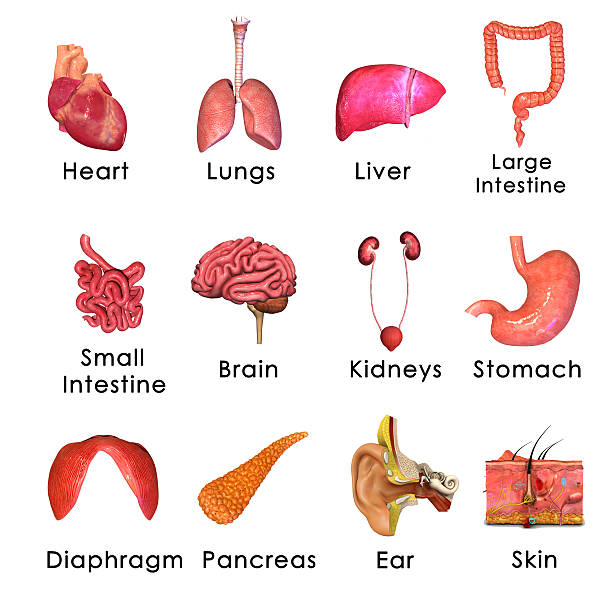 Heart
Lungs
Liver
Large
Intestine
Small
Intestine
Brain
Kidneys
Stomach
Diaphragm
Pancreas
Ear
Skin